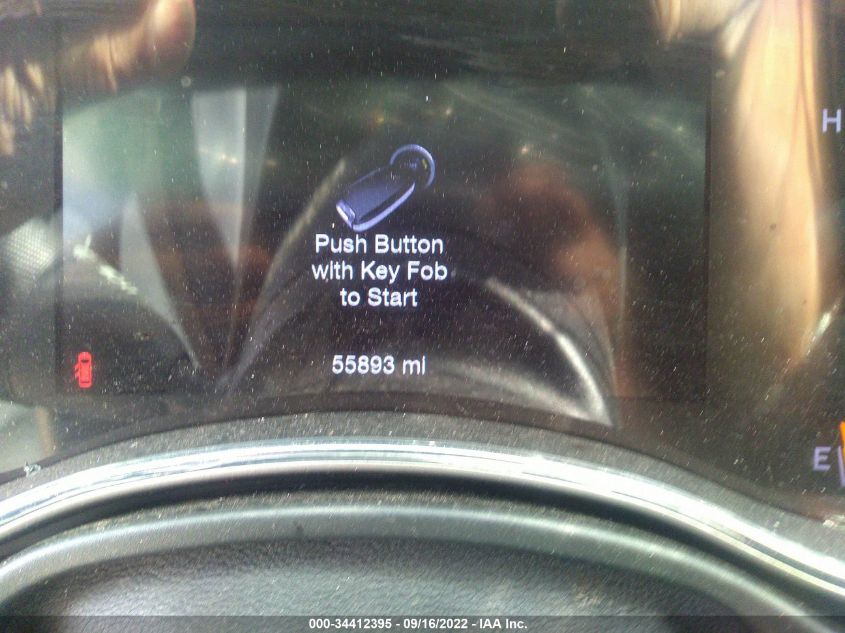 H
Push Button
with Key Fob
to Start
55893 mi
E
000-34412395 - 09/16/2022 - IAA Inc.